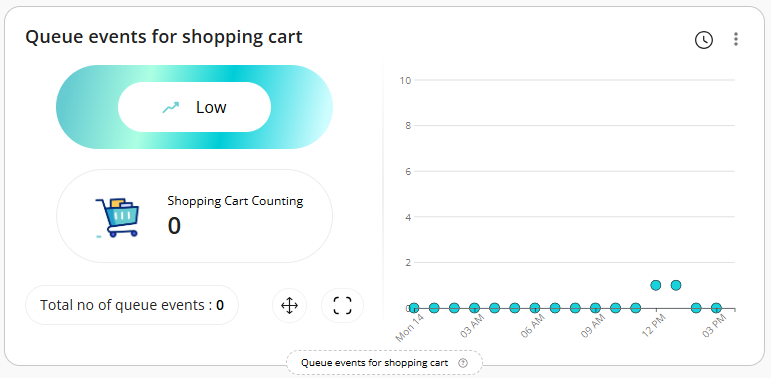 Queue events for shopping cart
Low
Shopping Cart Counting
0
Total no of queue events : 0
10
8
6
4
2
0
Mon 14
03 AM
06 AM
09 AM
12 PM
03 PM
Queue events for shopping cart